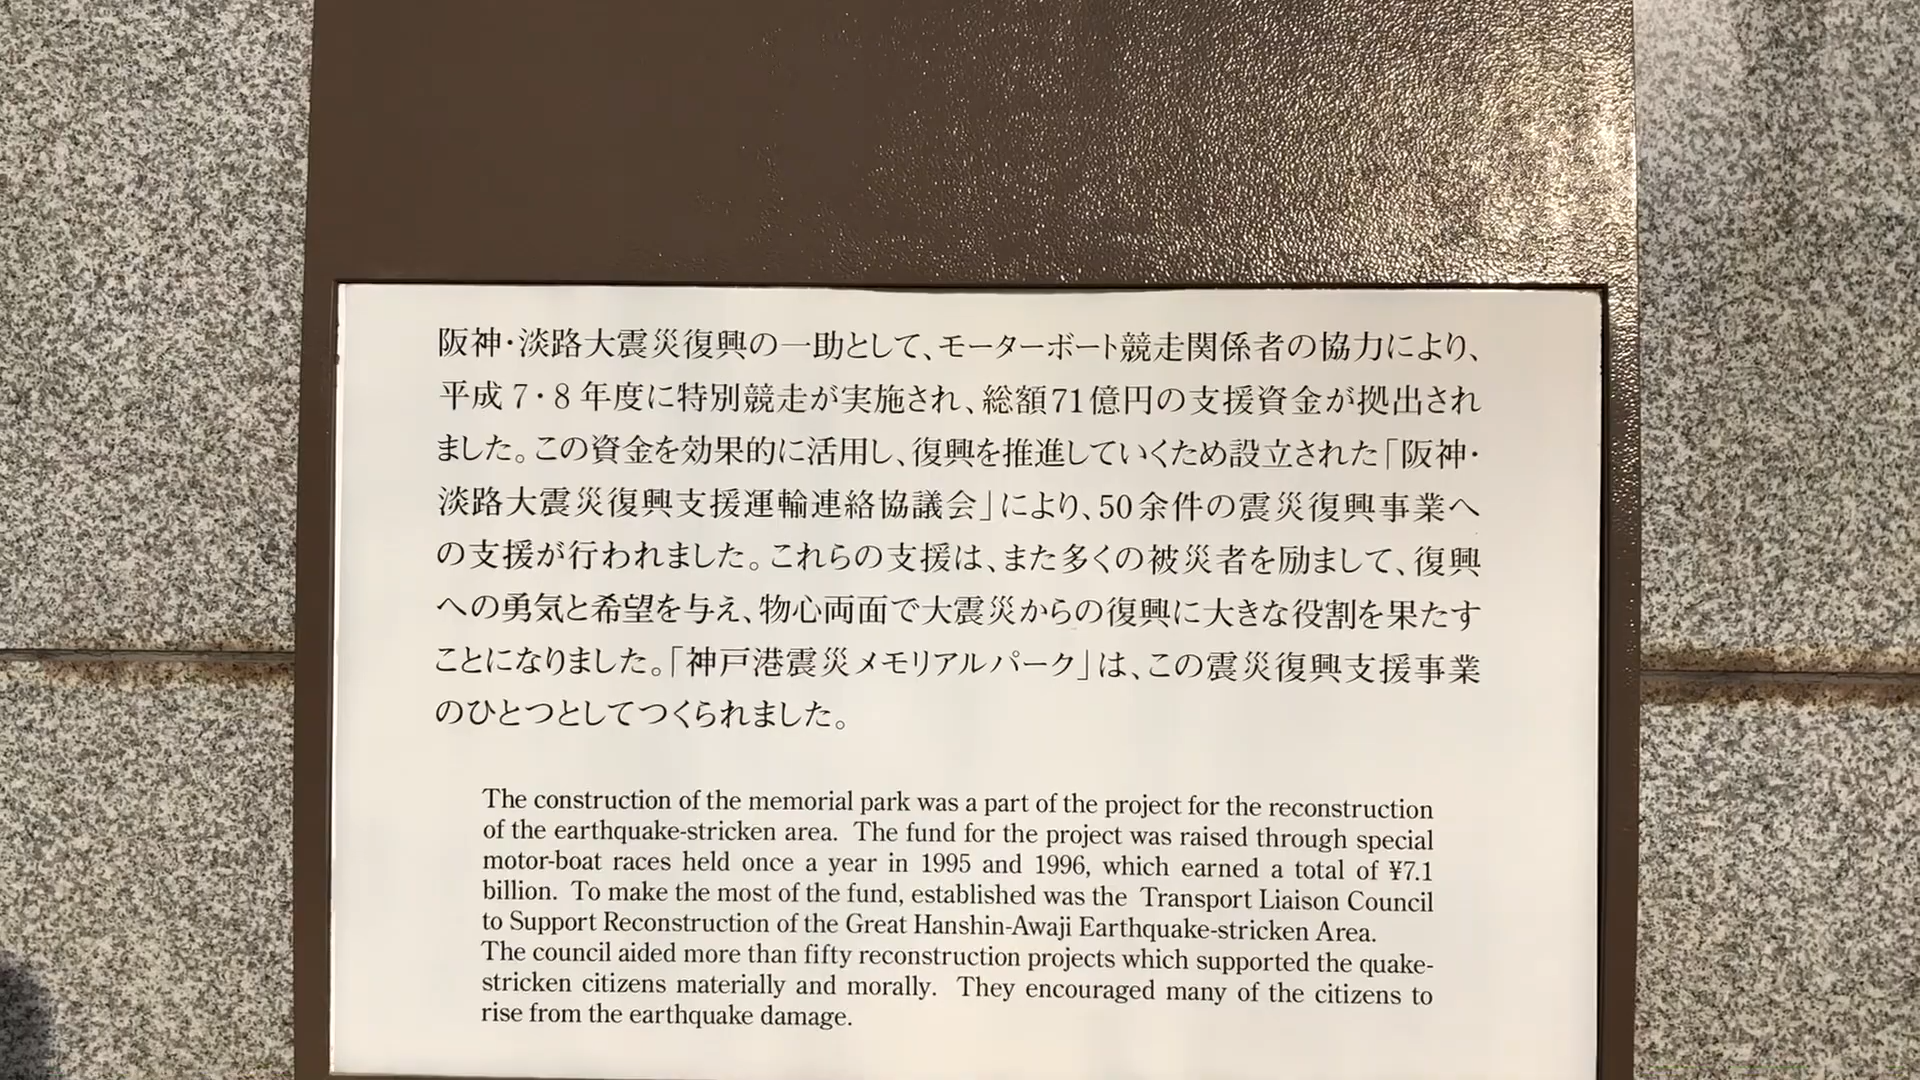 阪神・淡路大震災復興の一助として、モーターボート競走関係者の協力により、
平成7・8年度に特別競走が実施され、総額71億円の支援資金が拠出され
ました。この資金を効果的に活用し、復興を推進していくため設立された「阪神・
淡路大震災復興支援運輸連絡協議会」により、50余件の震災復興事業へ
の支援が行われました。これらの支援は、また多くの被災者を励まして、復興
への勇気と希望を与え、物心両面で大震災からの復興に大きな役割を果たす
ことになりました。「神戸港震災メモリアルパーク」は、この震災復興支援事業
のひとつとしてつくられました。
The construction of the memorial park was a part of the project for the reconstruction
of the earthquake-stricken area. The fund for the project was raised through special
motor-boat races held once a year in 1995 and 1996, which earned a total of ¥7.1
billion. To make the most of the fund, established was the Transport Liaison Council
to Support Reconstruction of the Great Hanshin-Awaji Earthquake-stricken Area.
The council aided more than fifty reconstruction projects which supported the quake-
stricken citizens materially and morally. They encouraged many of the citizens to
rise from the earthquake damage.